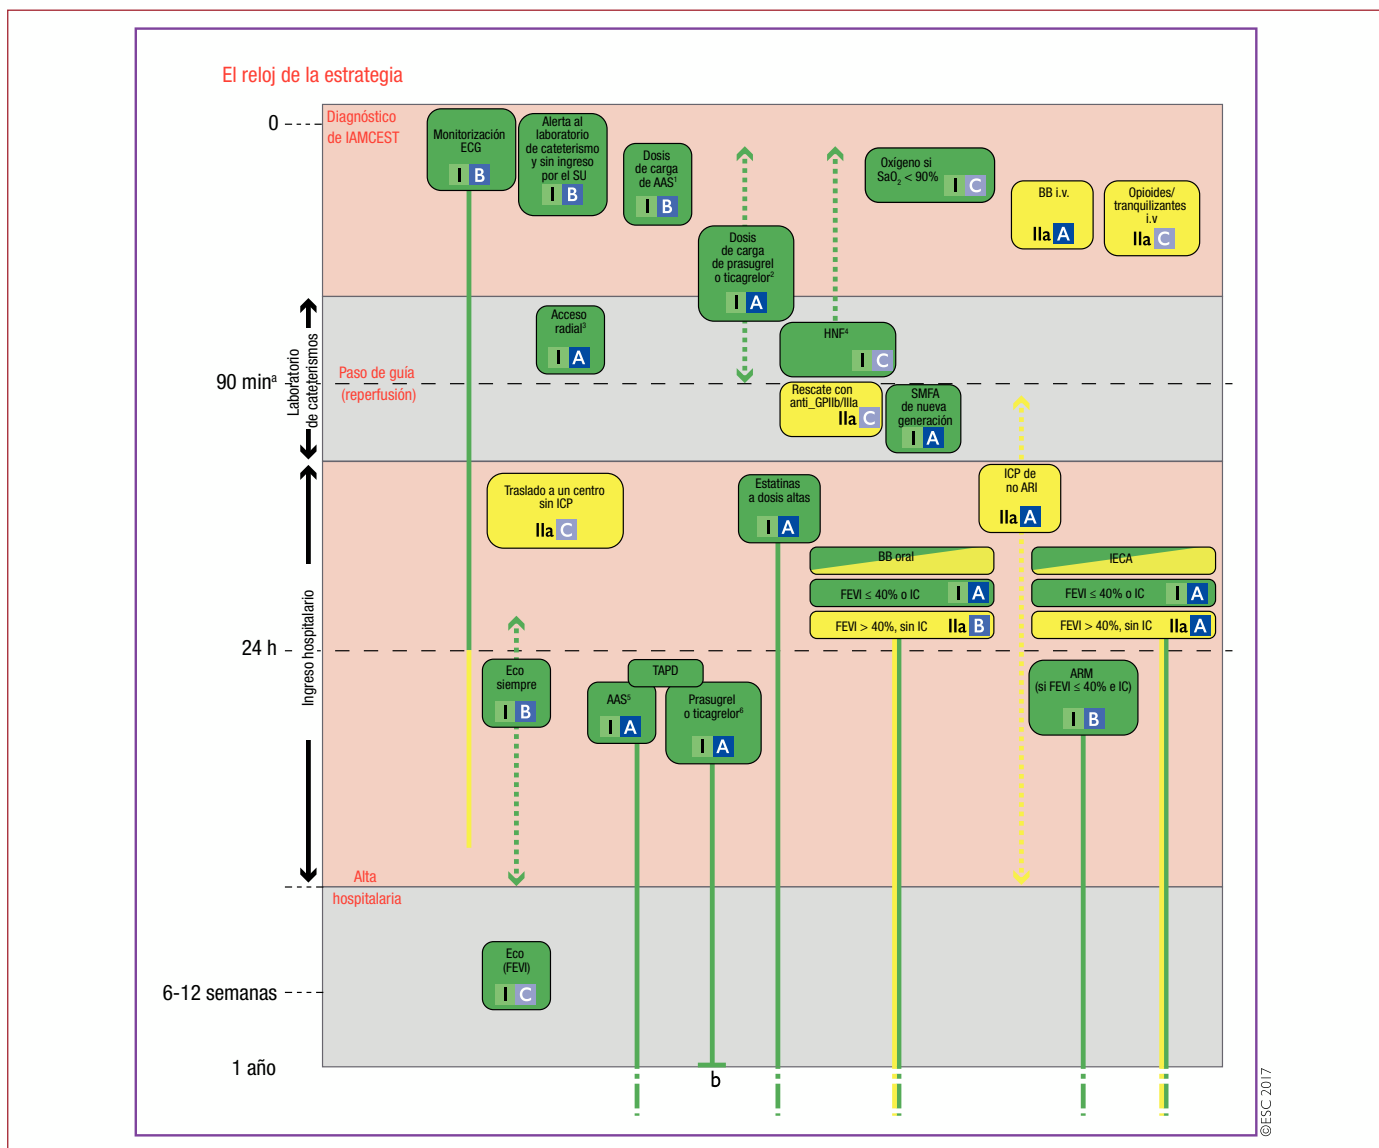 El reloj de la estrategia
0
Diagnóstico
de IAMCEST
Monitorización
ECG
I B
Alerta al
laboratorio
de cateterismo
y sin ingreso
por el SU
I B
Dosis
de carga
de AAS1
I B
Dosis
de carga
de prasugrel
o ticagrelor2
I A
Oxígeno si
SaO2 < 90%
I C
BB i.v.
IIa A
Opioides/
tranquilizantes
i.v
IIa C
Laboratorio
de cateterismos
Acceso
radial3
I A
HNF4
I C
90 mina
Paso de guía
(reperfusión)
Rescate con
anti_GPIIb/IIIa
IIa C
SMFA
de nueva
generación
I A
Ingreso hospitalario
Traslado a un centro
sin ICP
IIa C
Estatinas
a dosis altas
I A
ICP de
no ARI
IIa A
BB oral
FEVI ≤ 40% o IC I A
FEVI > 40%, sin IC IIa B
IECA
FEVI ≤ 40% o IC I A
FEVI > 40%, sin IC IIa A
24 h
Eco
siempre
I B
TAPD
AAS5
I A
Prasugrel
o ticagrelor6
I A
ARM
(si FEVI ≤ 40% e IC)
I B
Alta
hospitalaria
Eco
(FEVI)
I C
6-12 semanas
1 año
b
©ESC 2017